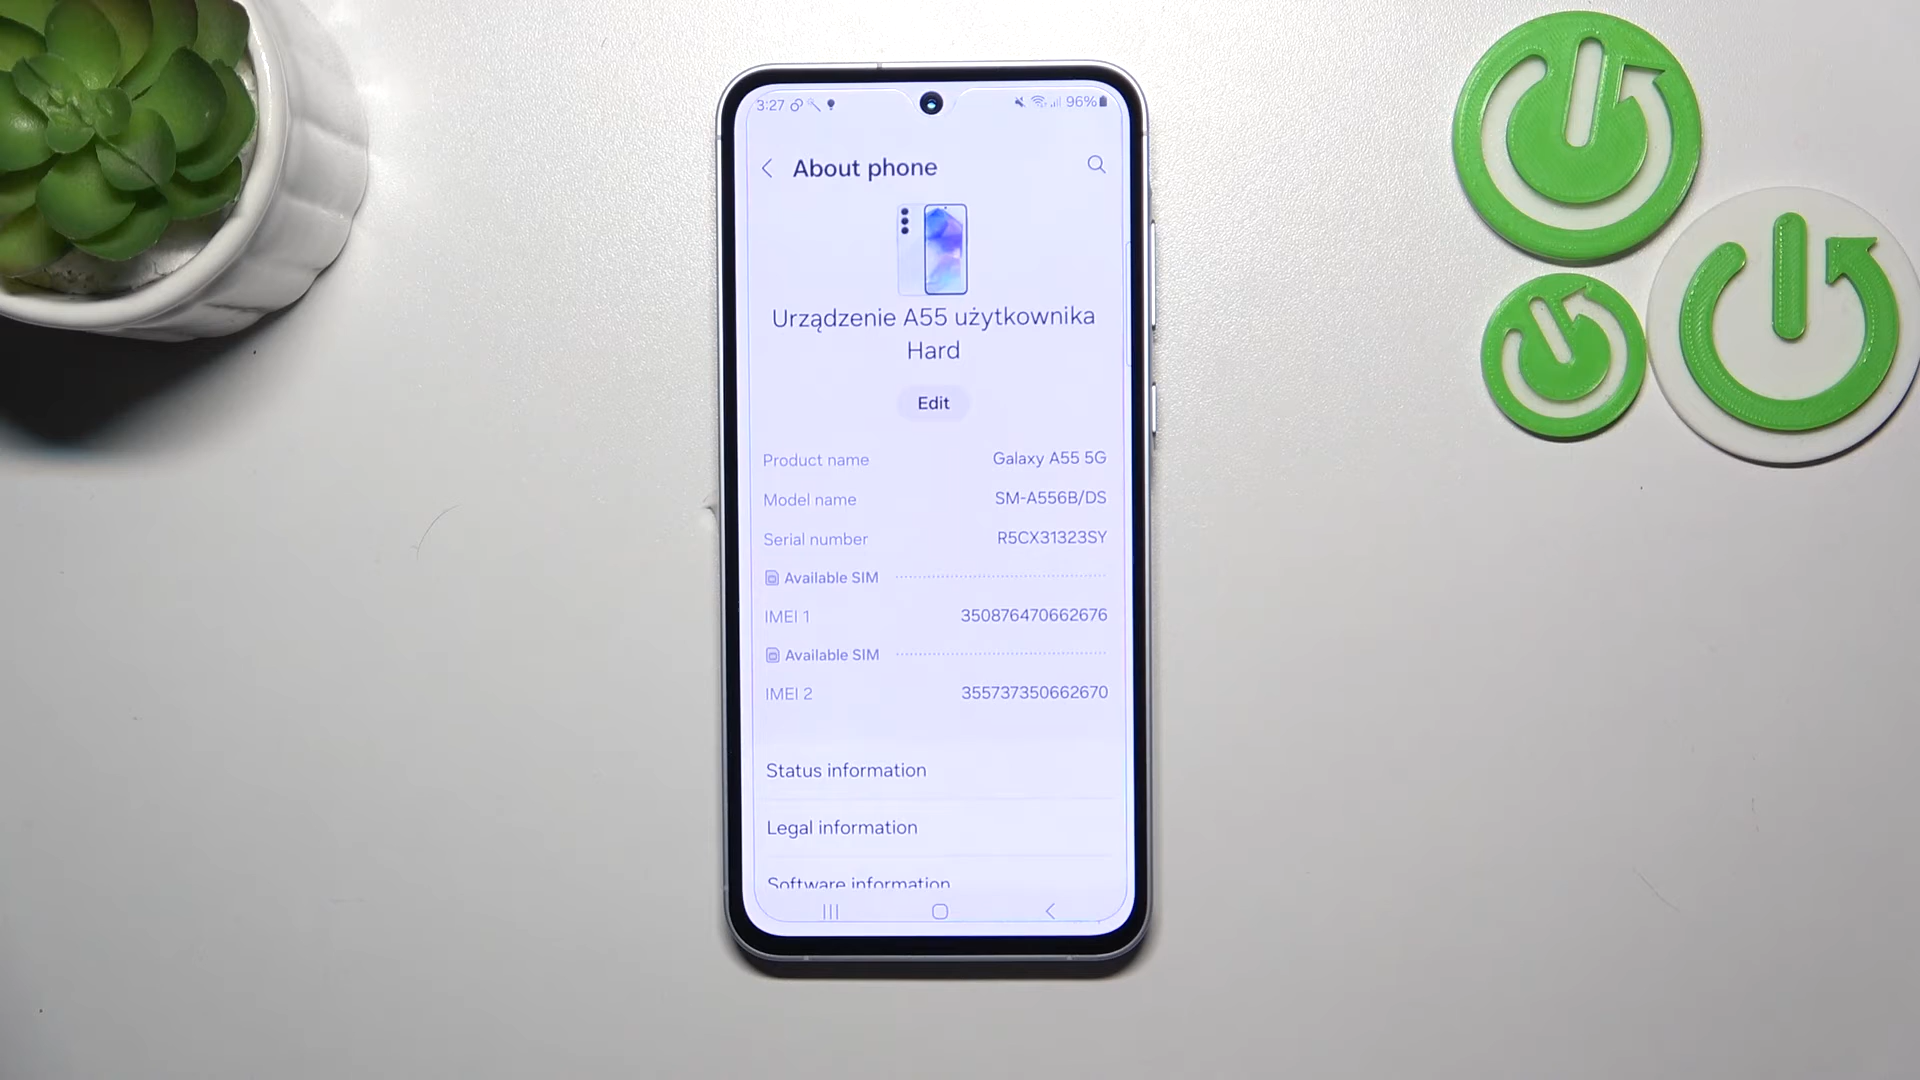 3:27 96%
About phone
Urządzenie A55 użytkownika
Hard
Edit
Product name Galaxy A55 5G
Model name SM-A556B/DS
Serial number R5CX31323SY
Available SIM
IMEI 1 350876470662676
Available SIM
IMEI 2 355737350662670
Status information
Legal information
Software information